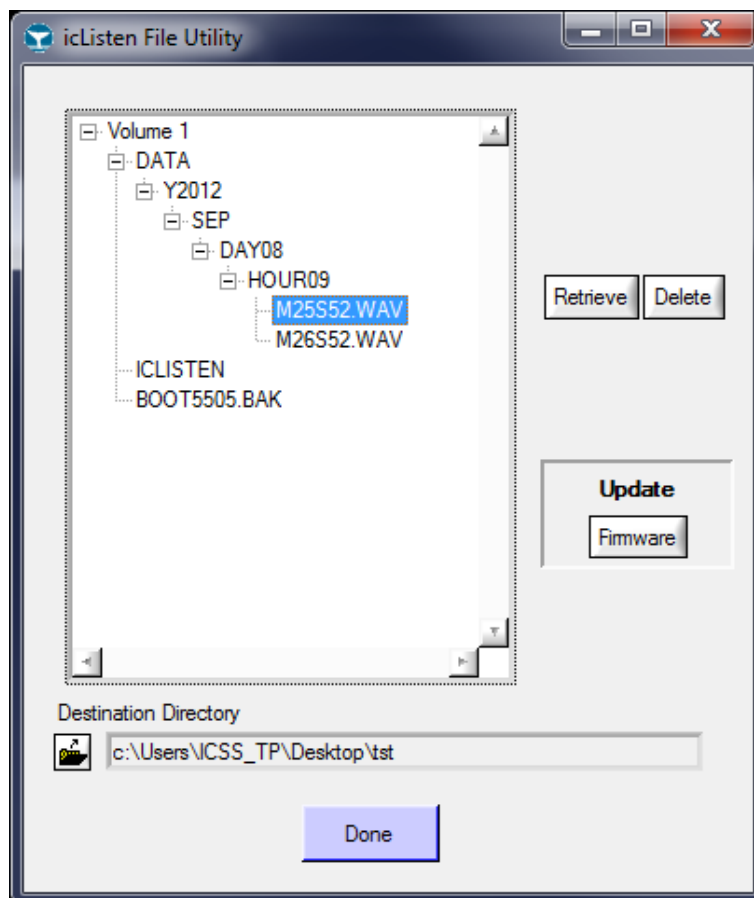 icListen File Utility
Volume 1
DATA
Y2012
SEP
DAY08
HOUR09
M25S52.WAV
M26S52.WAV
ICLISTEN
BOOT5505.BAK
Retrieve Delete
Update
Firmware
Destination Directory
c:\Users\ICSS_TP\Desktop\tst
Done